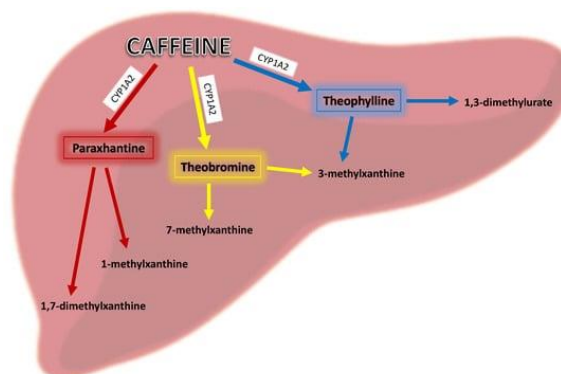 CAFFEINE
CYP1A2
CYP1A2
CYP1A2
Theophylline
1,3-dimethylurate
Paraxhantine
Theobromine
3-methylxanthine
7-methylxanthine
1-methylxanthine
1,7-dimethylxanthine